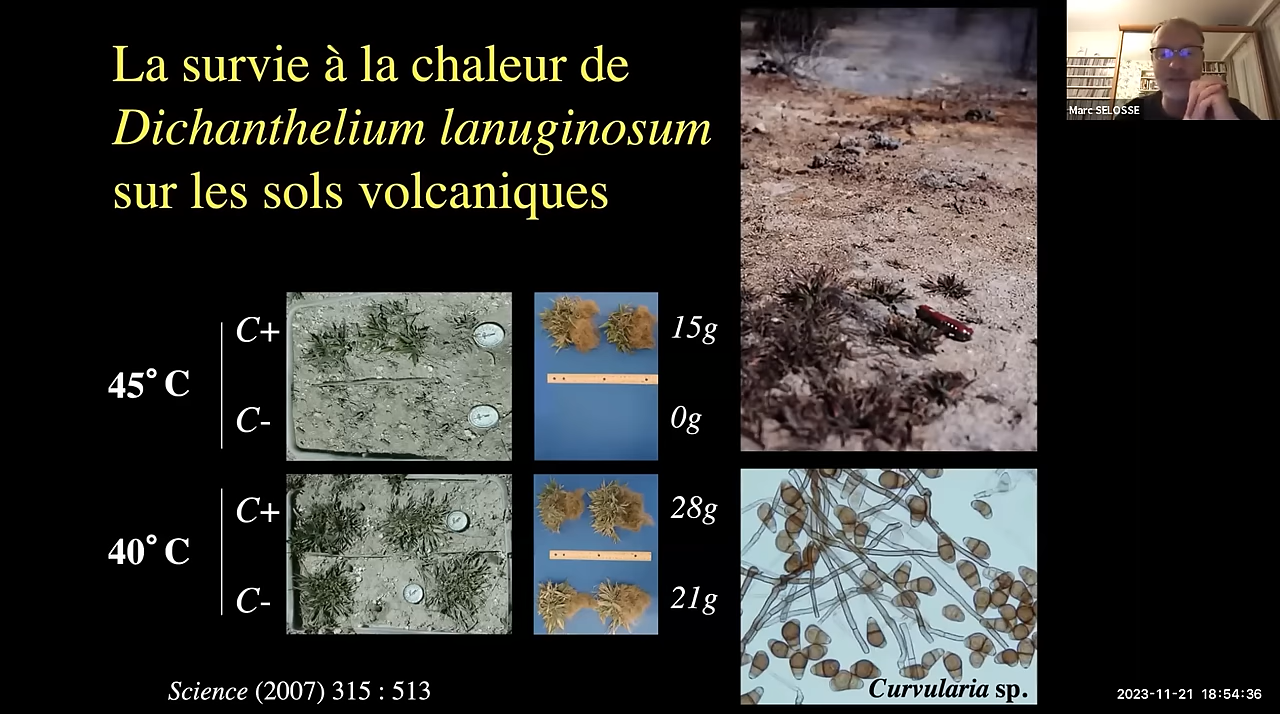 La survie à la chaleur de
Dichanthelium lanuginosum
sur les sols volcaniques
Marc SELOSSE
45° C
C+
15g
C-
0g
40° C
C+
28g
C-
21g
Science (2007) 315 : 513
Curvularia sp.
2023-11-21 18:54:36